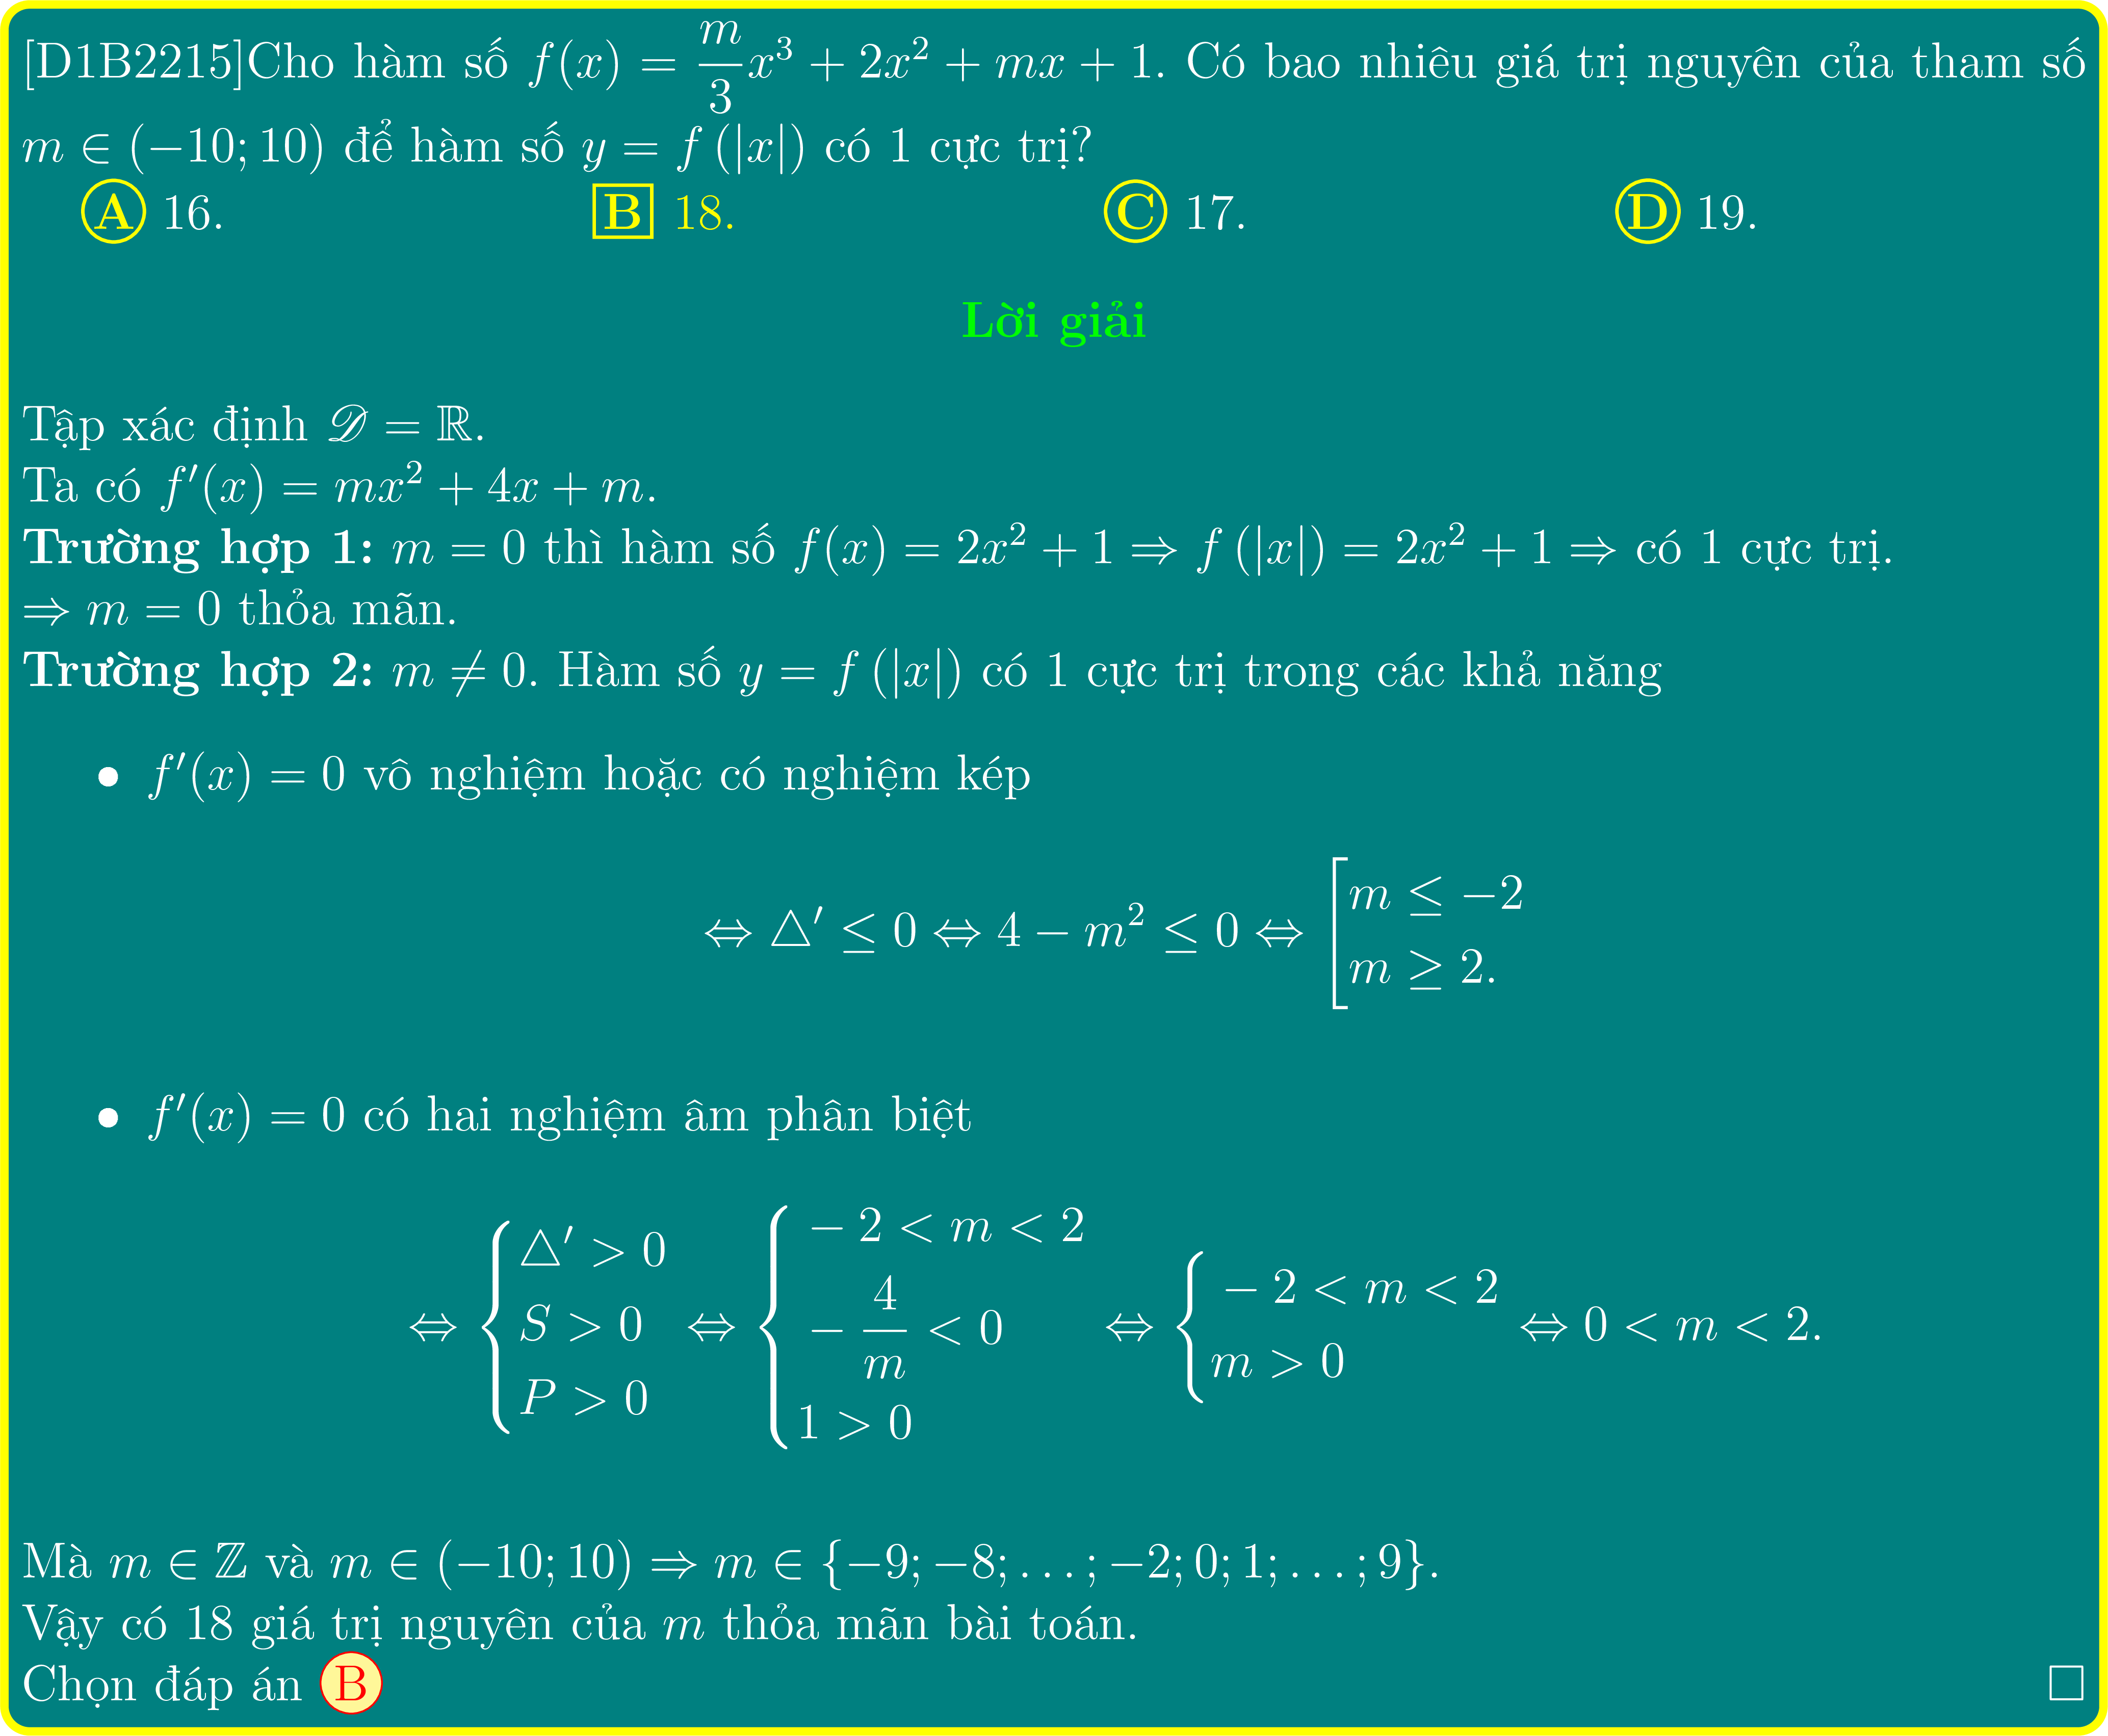 [D1B2215]Cho hàm số $f(x) = \dfrac{m}{3}x^3 + 2x^2 + mx + 1$. Có bao nhiêu giá trị nguyên của tham số
$m \in (-10; 10)$ để hàm số $y = f(|x|)$ có 1 cực trị?
A 16. B 18. C 17. D 19.
Lời giải
Tập xác định $\mathscr{D} = \mathbb{R}$.
Ta có $f'(x) = mx^2 + 4x + m$.
Trường hợp 1: $m = 0$ thì hàm số $f(x) = 2x^2 + 1 \Rightarrow f(|x|) = 2x^2 + 1 \Rightarrow$ có 1 cực trị.
$\Rightarrow m = 0$ thỏa mãn.
Trường hợp 2: $m \neq 0$. Hàm số $y = f(|x|)$ có 1 cực trị trong các khả năng
• $f'(x) = 0$ vô nghiệm hoặc có nghiệm kép
$\Leftrightarrow \triangle' \leq 0 \Leftrightarrow 4 - m^2 \leq 0 \Leftrightarrow \left[\begin{array}{l} m \leq -2 \\ m \geq 2. \end{array}\right.$
• $f'(x) = 0$ có hai nghiệm âm phân biệt
$\Leftrightarrow \begin{cases} \triangle' > 0 \\ S > 0 \\ P > 0 \end{cases} \Leftrightarrow \begin{cases} -2 < m < 2 \\ -\dfrac{4}{m} < 0 \\ 1 > 0 \end{cases} \Leftrightarrow \begin{cases} -2 < m < 2 \\ m > 0 \end{cases} \Leftrightarrow 0 < m < 2.$
Mà $m \in \mathbb{Z}$ và $m \in (-10; 10) \Rightarrow m \in \{-9; -8; \ldots; -2; 0; 1; \ldots; 9\}$.
Vậy có 18 giá trị nguyên của $m$ thỏa mãn bài toán.
Chọn đáp án B □